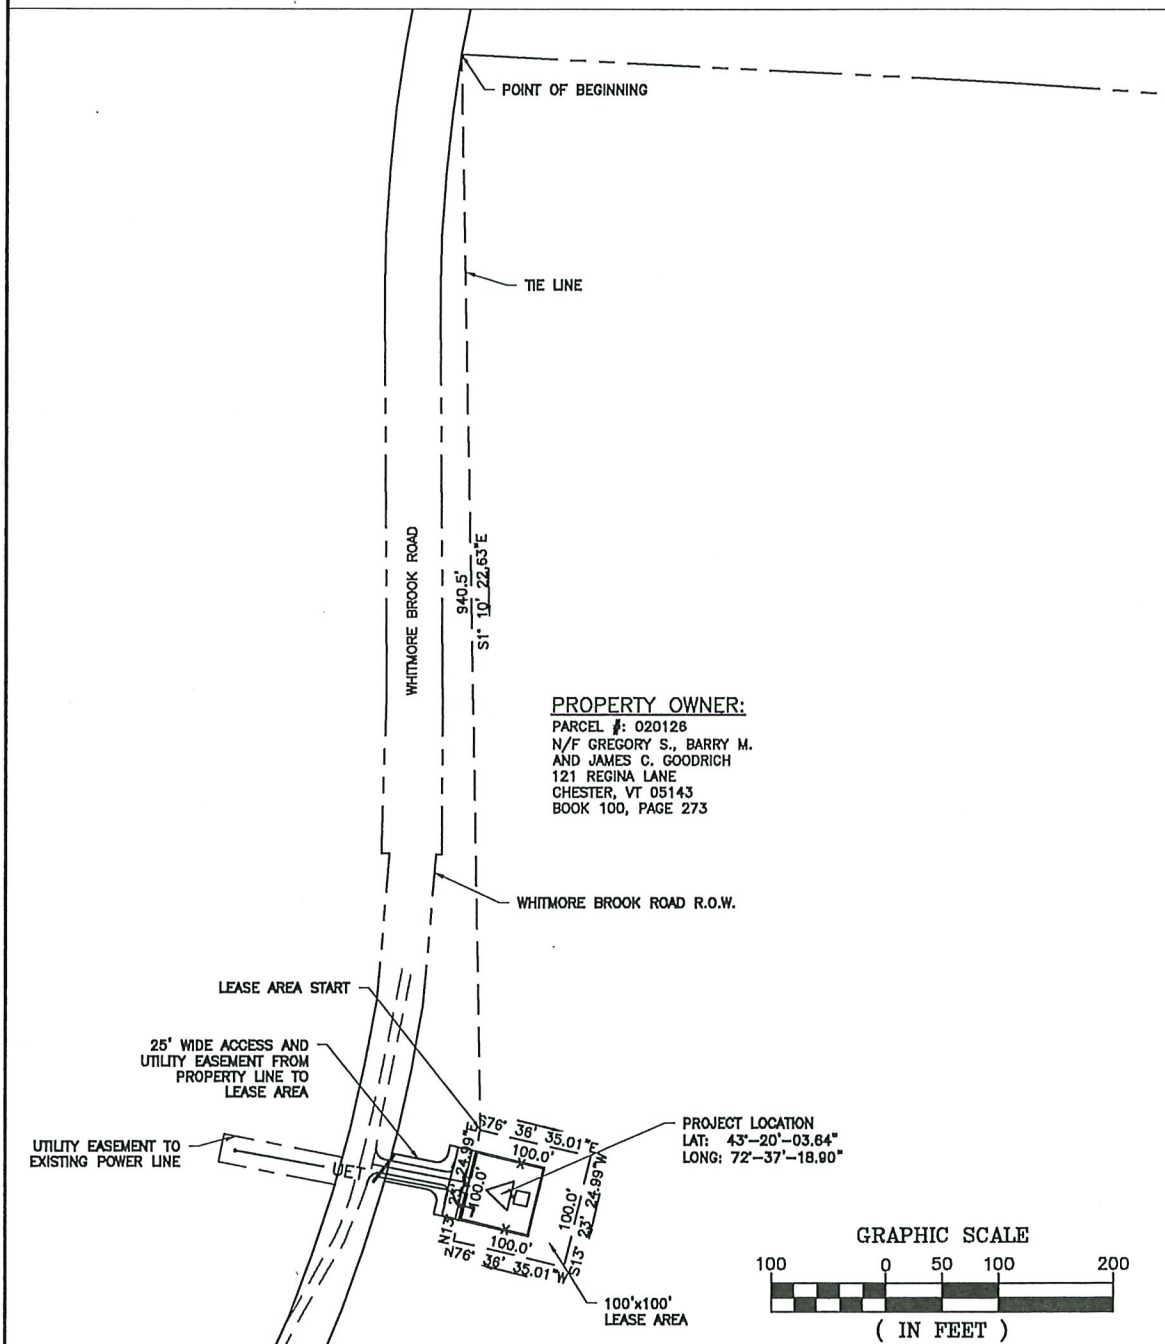 POINT OF BEGINNING
TIE LINE
WHITMORE BROOK ROAD
940.5'
S1° 10' 22.63"E
PROPERTY OWNER:
PARCEL #: 020126
N/F GREGORY S., BARRY M.
AND JAMES C. GOODRICH
121 REGINA LANE
CHESTER, VT 05143
BOOK 100, PAGE 273
WHITMORE BROOK ROAD R.O.W.
LEASE AREA START
25' WIDE ACCESS AND
UTILITY EASEMENT FROM
PROPERTY LINE TO
LEASE AREA
UTILITY EASEMENT TO
EXISTING POWER LINE
UET
S76° 36' 35.01"E
100.0'
N13° 23' 24.99"E
100.0'
100.0'
S13° 23' 24.99"W
100.0'
N76° 36' 35.01"W
PROJECT LOCATION
LAT: 43°-20'-03.64"
LONG: 72°-37'-18.90"
100'x100'
LEASE AREA
GRAPHIC SCALE
100 0 50 100 200
( IN FEET )